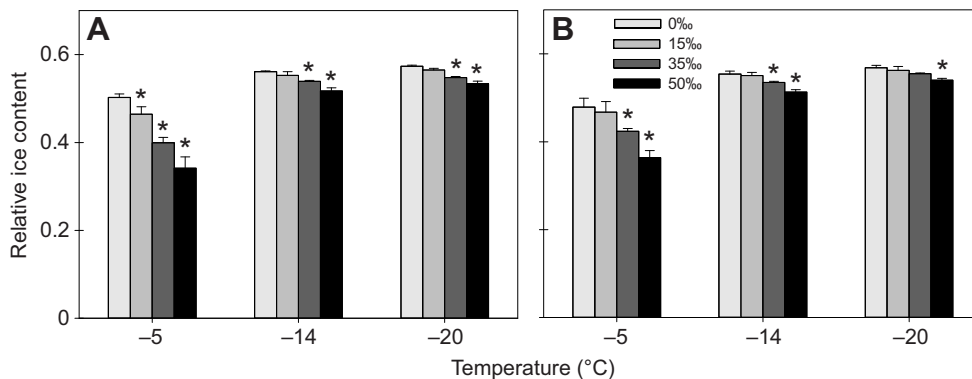 A
B
0‰
15‰
35‰
50‰
Relative ice content
0.6
0.4
0.2
0
* * * * * * *
* * * * *
–5 –14 –20 –5 –14 –20
Temperature (°C)